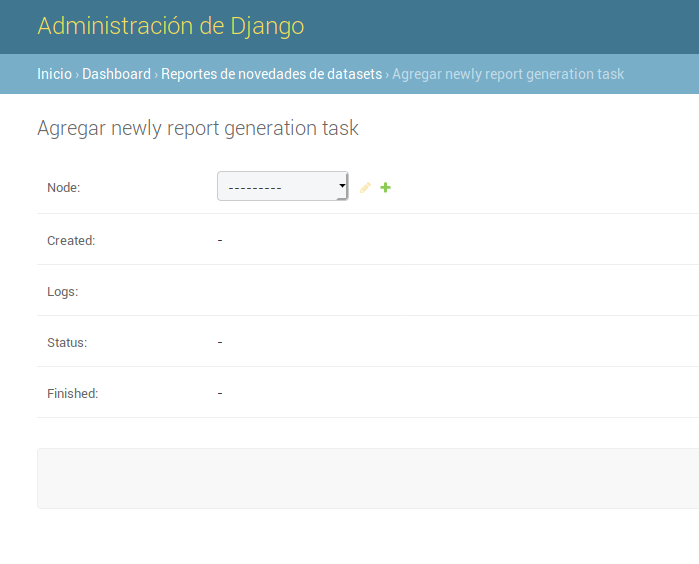 Administración de Django
Inicio › Dashboard › Reportes de novedades de datasets › Agregar newly report generation task
Agregar newly report generation task
Node: ---------
Created: -
Logs:
Status: -
Finished: -